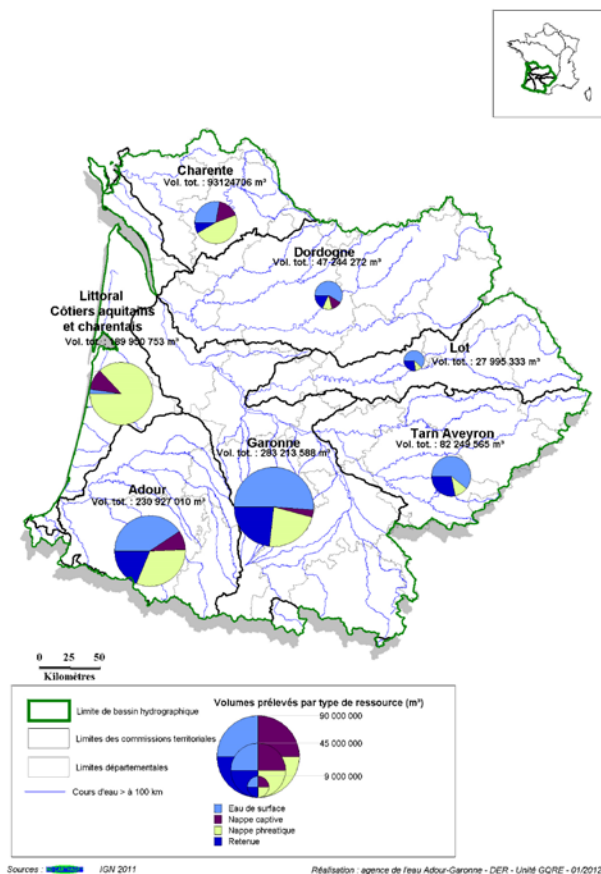 Charente
Vol. tot. : 93124706 m³
Dordogne
Vol. tot. : 47 244 272 m³
Littoral
Côtiers aquitains
et charentais
Vol. tot. : 189 950 753 m³
Lot
Vol. tot. : 27 995 333 m³
Tarn Aveyron
Vol. tot. : 82 249 565 m³
Garonne
Vol. tot. : 283 213 588 m³
Adour
Vol. tot. : 230 927 010 m³
0 25 50
Kilomètres
Limite de bassin hydrographique
Limites des commissions territoriales
Limites départementales
Cours d'eau > à 100 km
Volumes prélevés par type de ressource (m³)
90 000 000
45 000 000
9 000 000
Eau de surface
Nappe captive
Nappe phreatique
Retenue
Sources : IGN 2011
Réalisation : agence de l'eau Adour-Garonne - DER - Unité GQRE - 01/2012